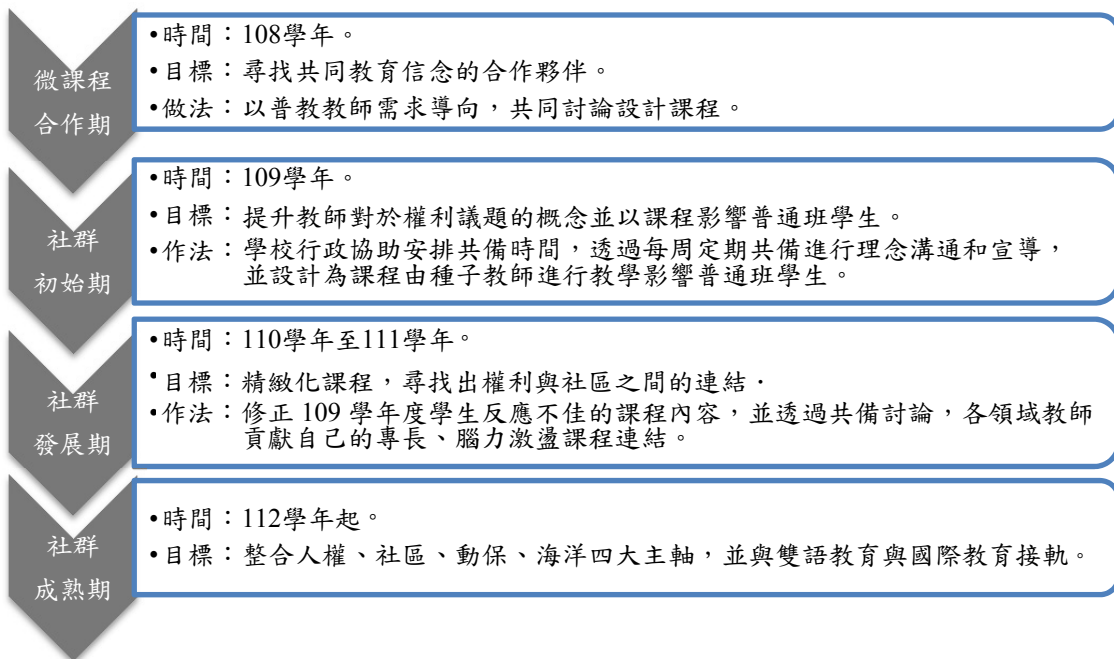 微課程
合作期
•時間：108學年。
•目標：尋找共同教育信念的合作夥伴。
•做法：以普教教師需求導向，共同討論設計課程。
社群
初始期
•時間：109學年。
•目標：提升教師對於權利議題的概念並以課程影響普通班學生。
•作法：學校行政協助安排共備時間，透過每周定期共備進行理念溝通和宣導，
並設計為課程由種子教師進行教學影響普通班學生。
社群
發展期
•時間：110學年至111學年。
•目標：精緻化課程，尋找出權利與社區之間的連結．
•作法：修正 109 學年度學生反應不佳的課程內容，並透過共備討論，各領域教師
貢獻自己的專長、腦力激盪課程連結。
社群
成熟期
•時間：112學年起。
•目標：整合人權、社區、動保、海洋四大主軸，並與雙語教育與國際教育接軌。